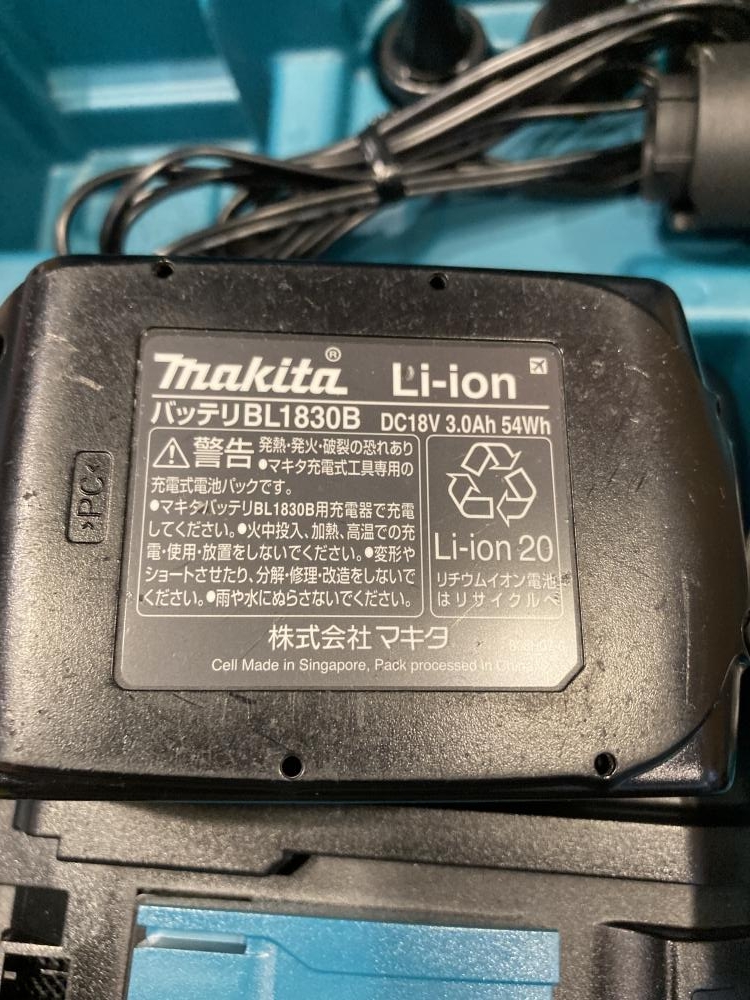 makita® Li-ion
バッテリBL1830B DC18V 3.0Ah 54Wh
警告 発熱・発火・破裂の恐れあり
●マキタ充電式工具専用の
充電式電池パックです。
●マキタバッテリBL1830B用充電器で充電
してください。●火中投入、加熱、高温での充
電・使用・放置をしないでください。●変形や
ショートさせたり、分解・修理・改造をしないで
ください。●雨や水にぬらさないでください。
Li-ion 20
リチウムイオン電池
はリサイクルへ
株式会社マキタ
Cell Made in Singapore, Pack processed in China
>PC<